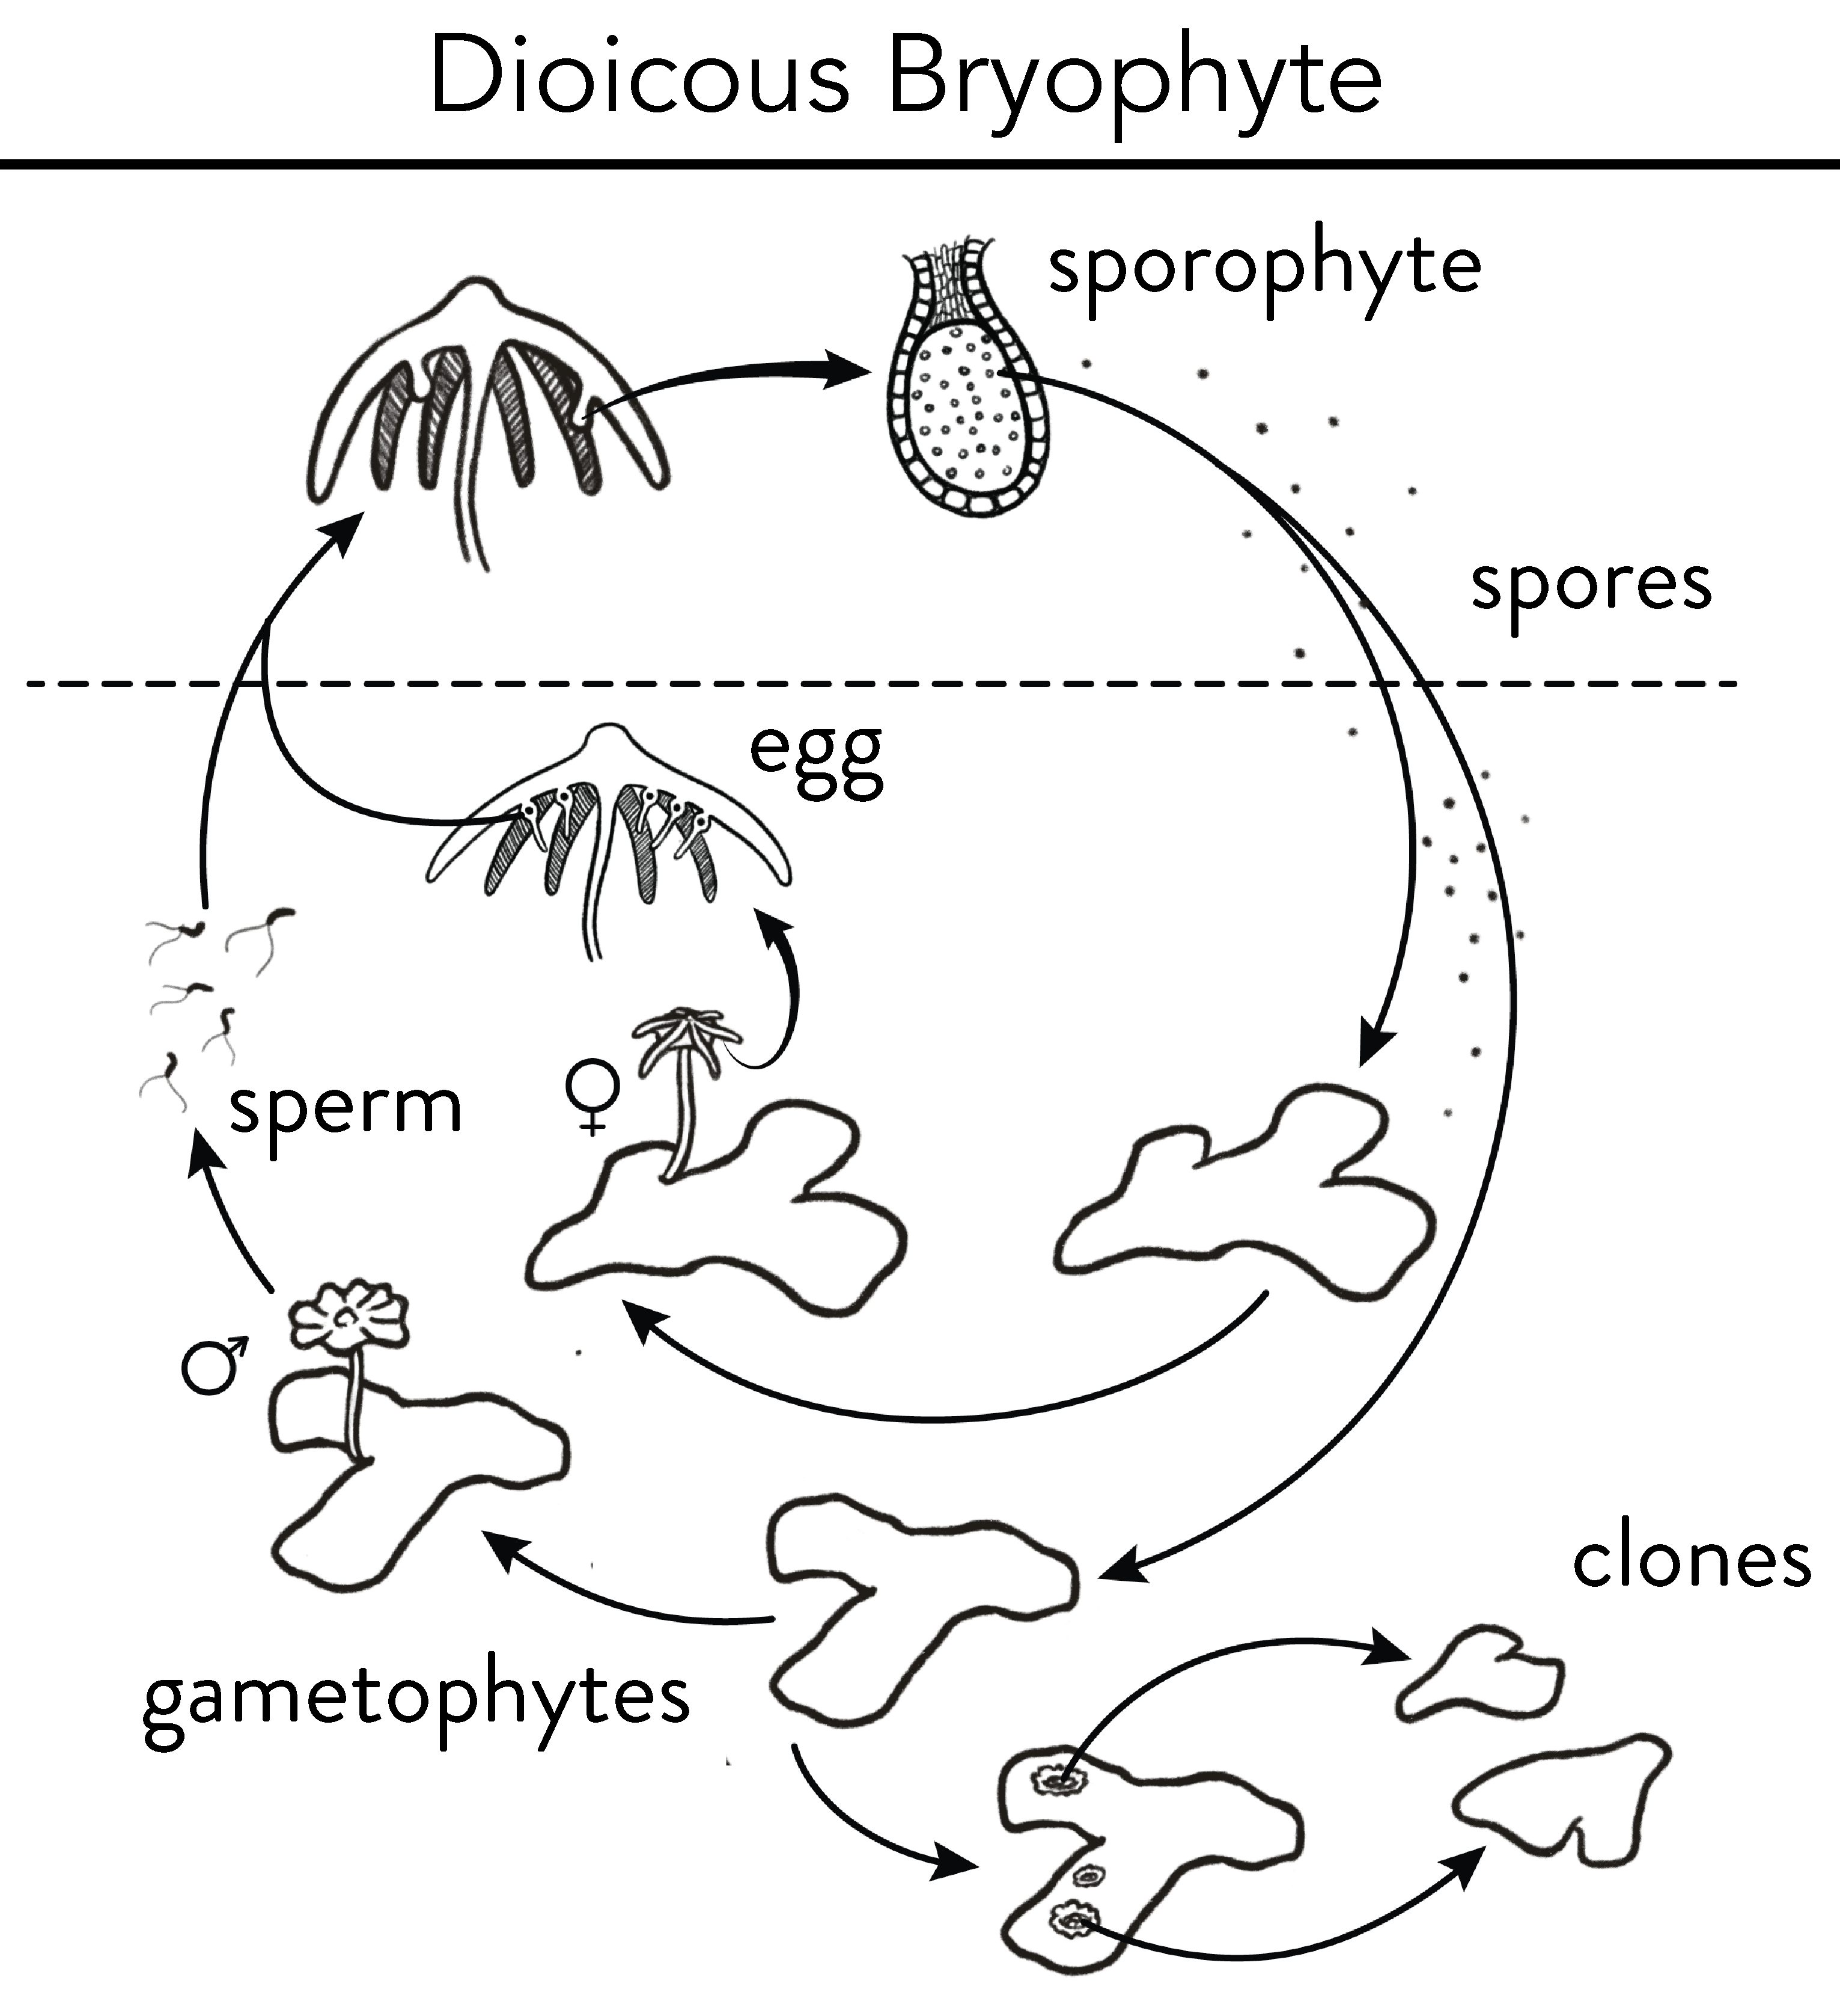 Dioicous Bryophyte
sporophyte
spores
egg
sperm
♀
♂
clones
gametophytes